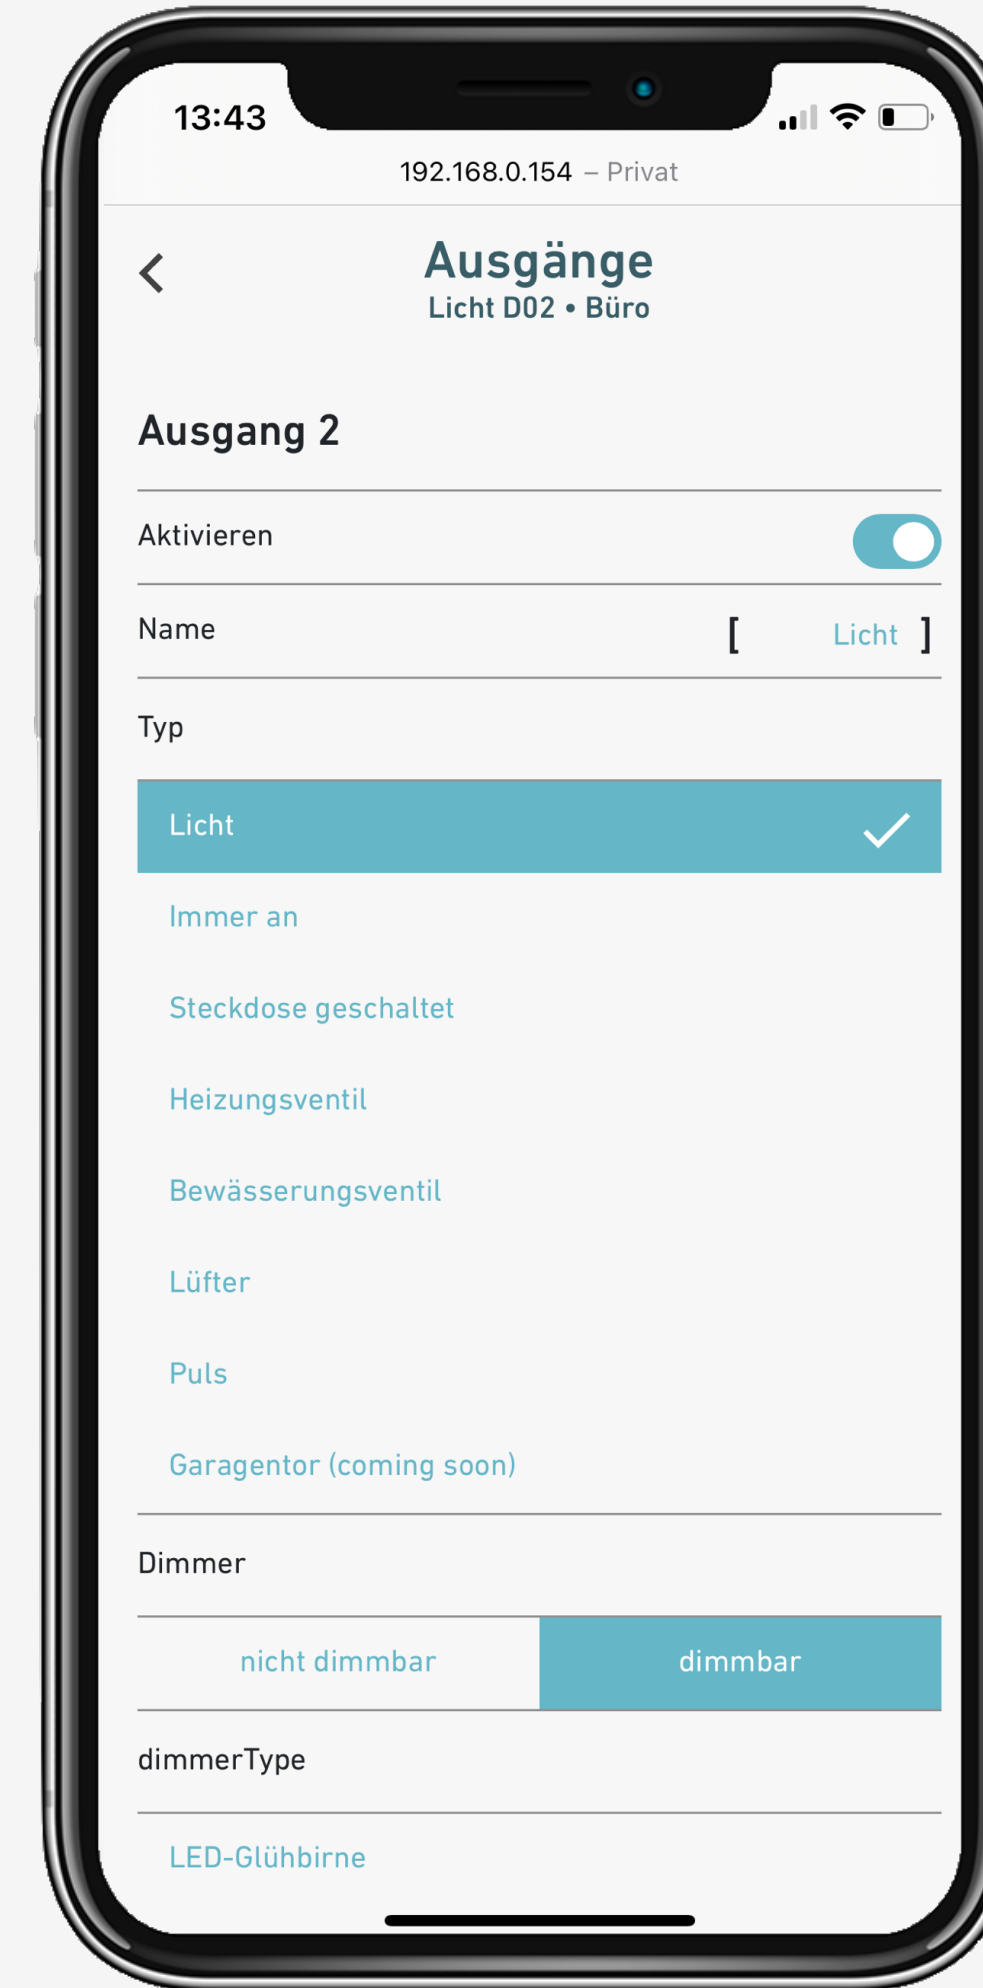 13:43
192.168.0.154 – Privat
Ausgänge
Licht D02 • Büro
Ausgang 2
Aktivieren
Name [ Licht ]
Typ
Licht
Immer an
Steckdose geschaltet
Heizungsventil
Bewässerungsventil
Lüfter
Puls
Garagentor (coming soon)
Dimmer
nicht dimmbar dimmbar
dimmerType
LED-Glühbirne